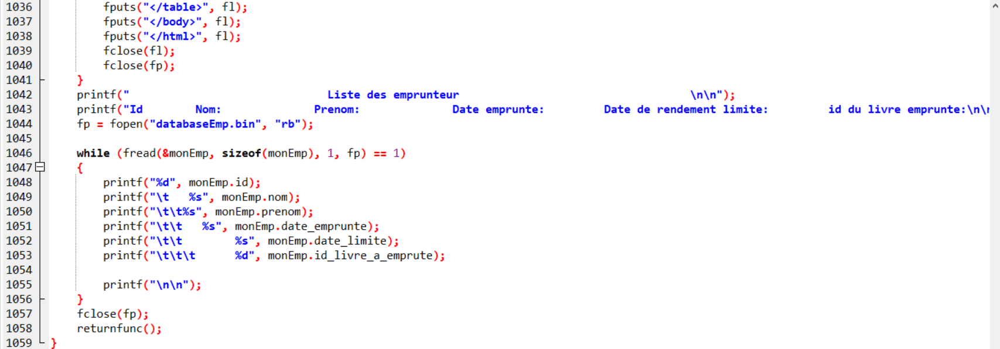 1036 fputs("</table>", fl);
1037 fputs("</body>", fl);
1038 fputs("</html>", fl);
1039 fclose(fl);
1040 fclose(fp);
1041 }
1042 printf("                              Liste des emprunteur                                   \n\n");
1043 printf("Id        Nom:              Prenom:              Date emprunte:         Date de rendement limite:         id du livre emprunte:\n\
1044 fp = fopen("databaseEmp.bin", "rb");
1045
1046 while (fread(&monEmp, sizeof(monEmp), 1, fp) == 1)
1047 {
1048 printf("%d", monEmp.id);
1049 printf("\t   %s", monEmp.nom);
1050 printf("\t\t%s", monEmp.prenom);
1051 printf("\t\t   %s", monEmp.date_emprunte);
1052 printf("\t\t        %s", monEmp.date_limite);
1053 printf("\t\t\t      %d", monEmp.id_livre_a_emprute);
1054
1055 printf("\n\n");
1056 }
1057 fclose(fp);
1058 returnfunc();
1059 }